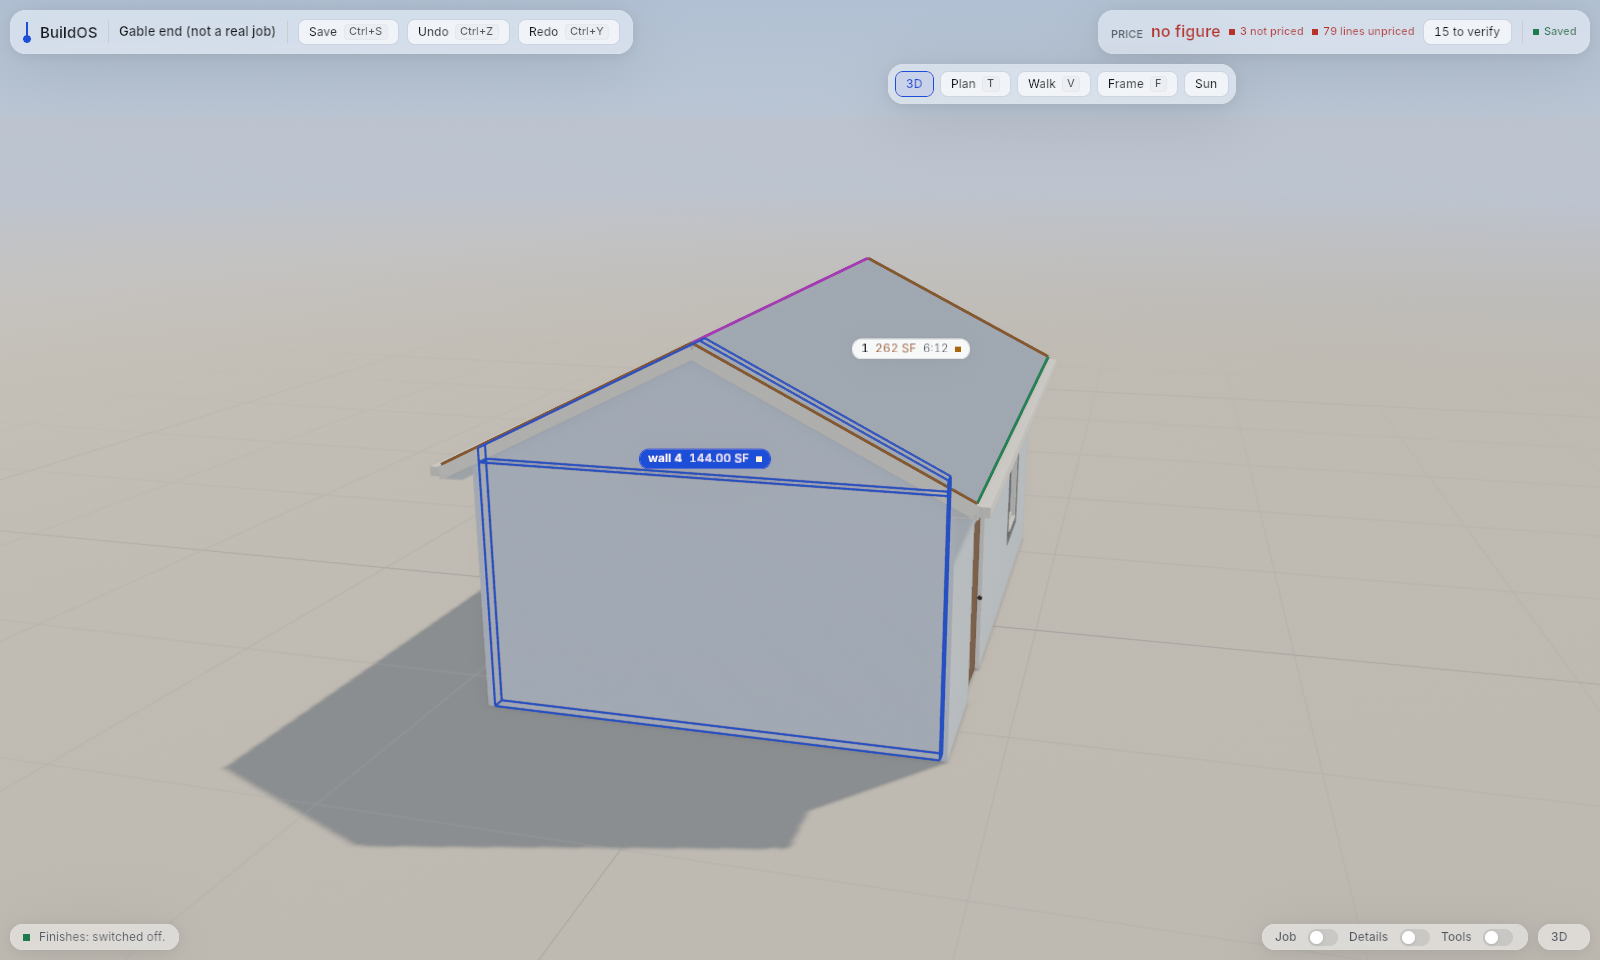 BuildOS Gable end (not a real job) Save Ctrl+S Undo Ctrl+Z Redo Ctrl+Y
PRICE no figure 3 not priced 79 lines unpriced 15 to verify Saved
3D Plan T Walk V Frame F Sun
1 262 SF 6:12
wall 4 144.00 SF
Finishes: switched off.
Job Details Tools 3D